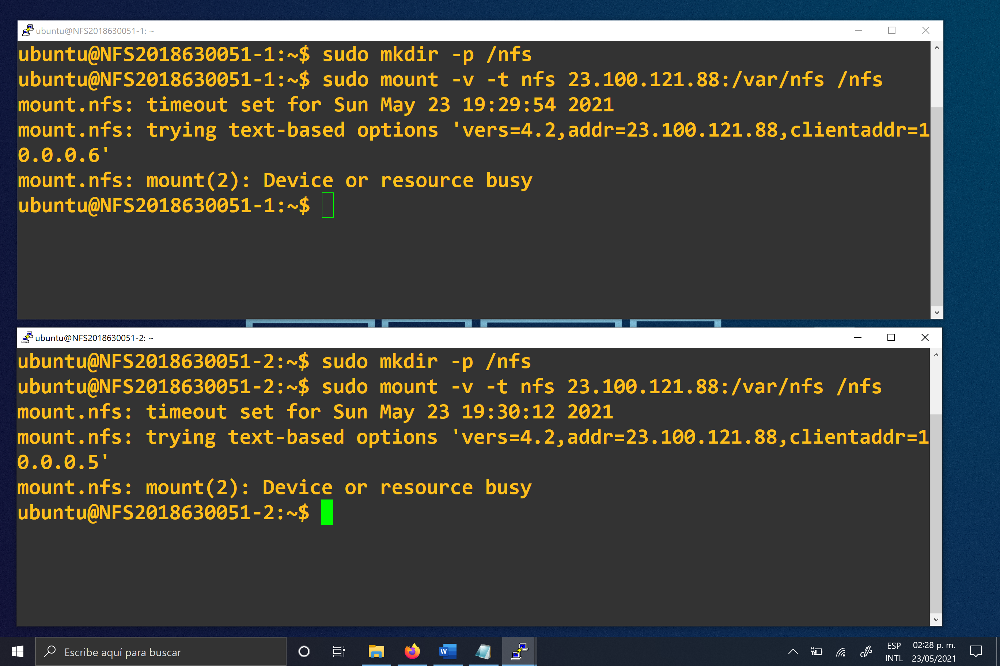 ubuntu@NFS2018630051-1: ~
ubuntu@NFS2018630051-1:~$ sudo mkdir -p /nfs
ubuntu@NFS2018630051-1:~$ sudo mount -v -t nfs 23.100.121.88:/var/nfs /nfs
mount.nfs: timeout set for Sun May 23 19:29:54 2021
mount.nfs: trying text-based options 'vers=4.2,addr=23.100.121.88,clientaddr=1
0.0.0.6'
mount.nfs: mount(2): Device or resource busy
ubuntu@NFS2018630051-1:~$
ubuntu@NFS2018630051-2: ~
ubuntu@NFS2018630051-2:~$ sudo mkdir -p /nfs
ubuntu@NFS2018630051-2:~$ sudo mount -v -t nfs 23.100.121.88:/var/nfs /nfs
mount.nfs: timeout set for Sun May 23 19:30:12 2021
mount.nfs: trying text-based options 'vers=4.2,addr=23.100.121.88,clientaddr=1
0.0.0.5'
mount.nfs: mount(2): Device or resource busy
ubuntu@NFS2018630051-2:~$
Escribe aquí para buscar
W
ESP
INTL
02:28 p. m.
23/05/2021